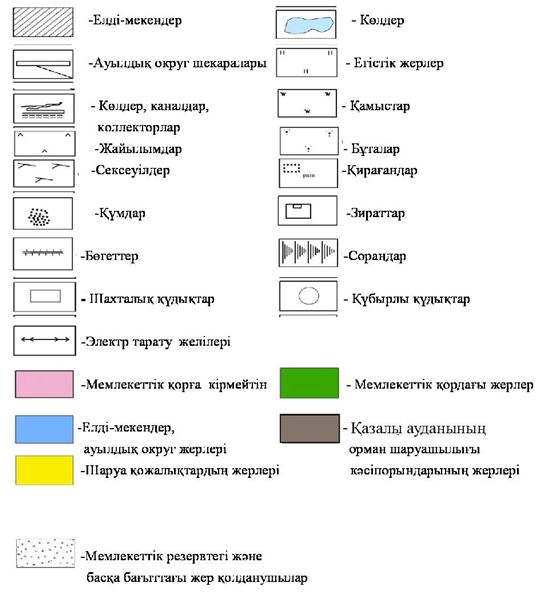 -Елді-мекендер
-Көлдер
-Ауылдық округ шекаралары
-Егістік жерлер
- Көлдер, каналдар,
коллекторлар
-Қамыстар
-Жайылымдар
-Бұталар
-Сексеуілдер
-Қирағандар
-Құмдар
-Зираттар
-Бөгеттер
-Сораңдар
- Шахталық құдықтар
-Құбырлы құдықтар
-Электр тарату желілері
-Мемлекеттік қорға кірмейтін
- Мемлекеттік қордағы жерлер
-Елді-мекендер,
ауылдық округ жерлері
- Қазалы ауданының
орман шаруашылығы
кәсіпорындарының жерлері
-Шаруа қожалықтардың жерлері
-Мемлекеттік резервтегі және
басқа бағыттағы жер қолданушылар